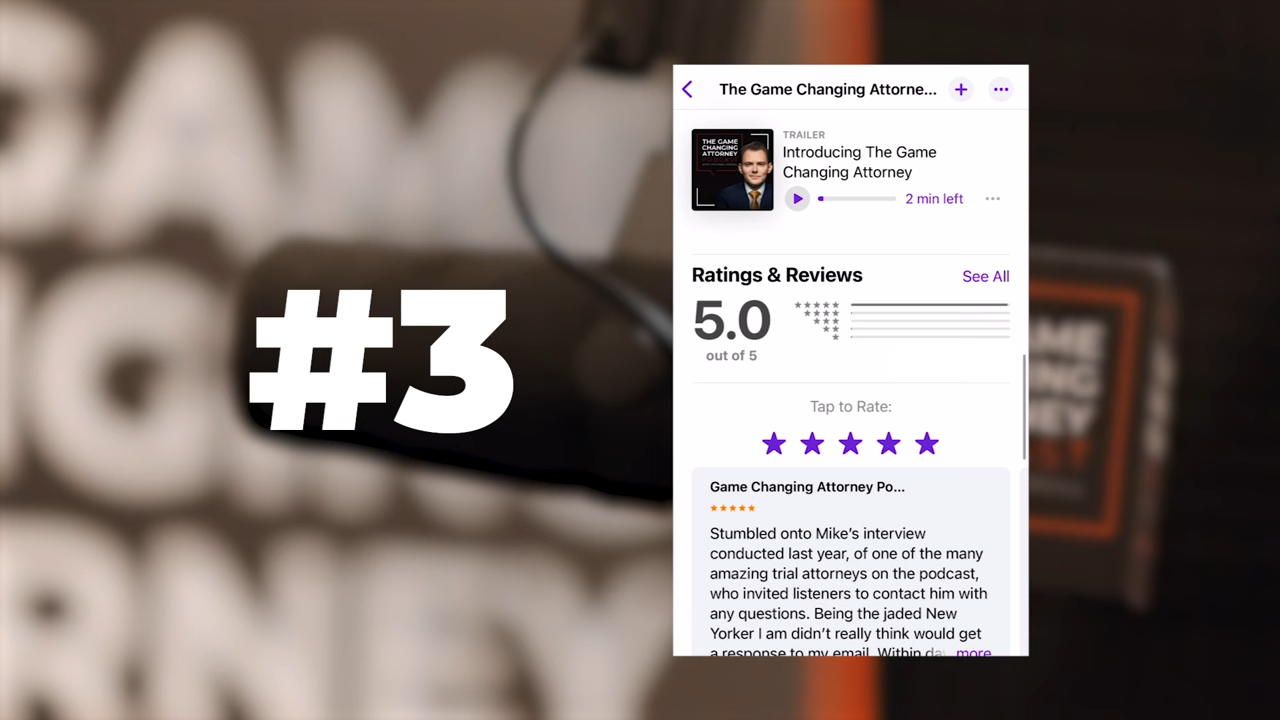 #3
The Game Changing Attorne...
THE GAME
CHANGING
ATTORNEY
PODCAST
TRAILER
Introducing The Game
Changing Attorney
2 min left
Ratings & Reviews
See All
5.0
out of 5
Tap to Rate:
Game Changing Attorney Po...
Stumbled onto Mike’s interview
conducted last year, of one of the many
amazing trial attorneys on the podcast,
who invited listeners to contact him with
any questions. Being the jaded New
Yorker I am didn’t really think would get
a response to my email. Within
more